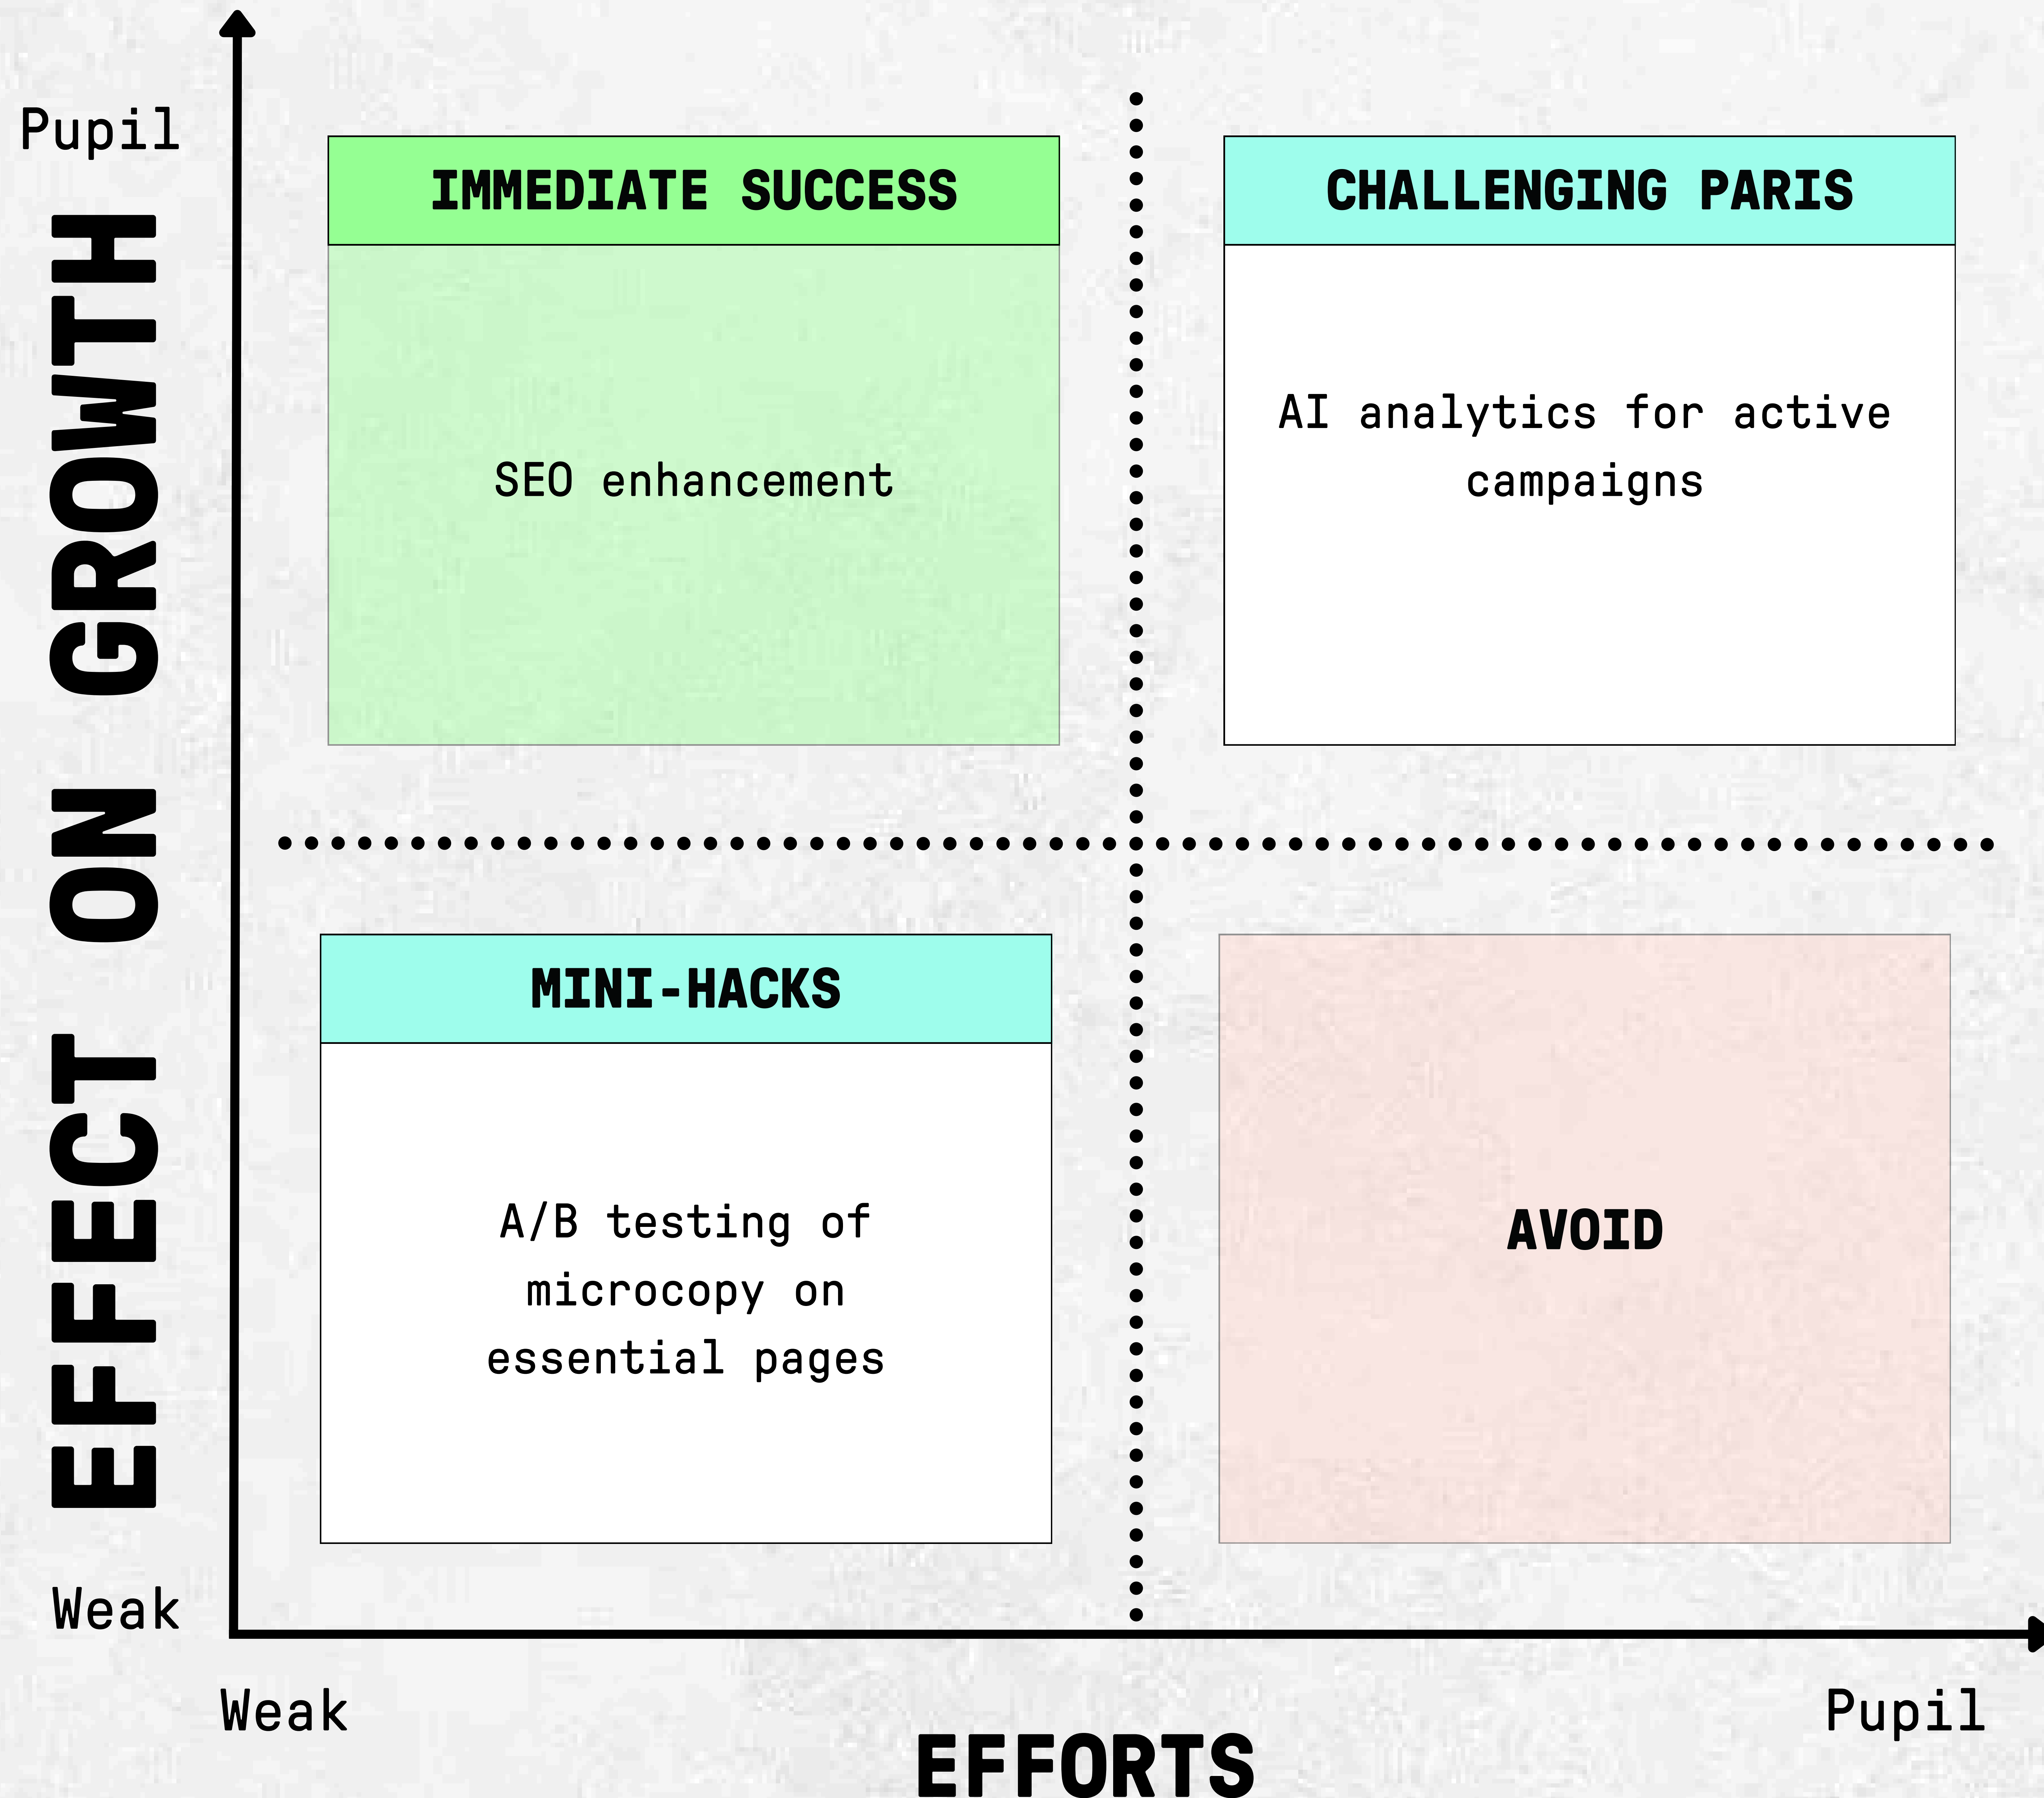 Pupil
EFFECT ON GROWTH
IMMEDIATE SUCCESS
SEO enhancement
CHALLENGING PARIS
AI analytics for active
campaigns
MINI-HACKS
A/B testing of
microcopy on
essential pages
AVOID
Weak
Weak
Pupil
EFFORTS